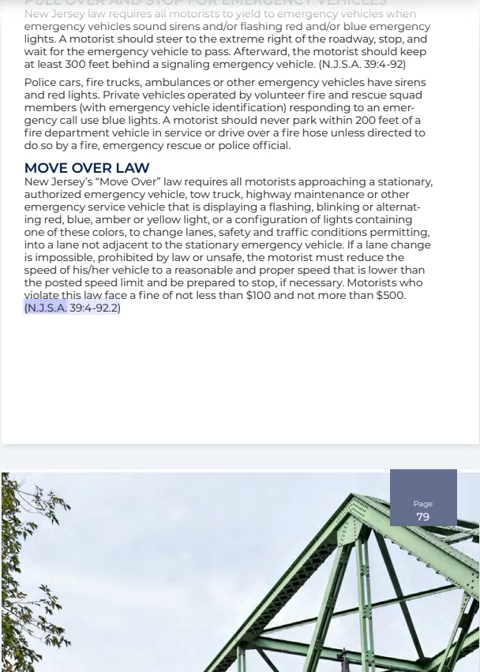 PULL OVER AND STOP FOR EMERGENCY VEHICLES
New Jersey law requires all motorists to yield to emergency vehicles when
emergency vehicles sound sirens and/or flashing red and/or blue emergency
lights. A motorist should steer to the extreme right of the roadway, stop, and
wait for the emergency vehicle to pass. Afterward, the motorist should keep
at least 300 feet behind a signaling emergency vehicle. (N.J.S.A. 39:4-92)
Police cars, fire trucks, ambulances or other emergency vehicles have sirens
and red lights. Private vehicles operated by volunteer fire and rescue squad
members (with emergency vehicle identification) responding to an emer-
gency call use blue lights. A motorist should never park within 200 feet of a
fire department vehicle in service or drive over a fire hose unless directed to
do so by a fire, emergency rescue or police official.
MOVE OVER LAW
New Jersey's “Move Over” law requires all motorists approaching a stationary,
authorized emergency vehicle, tow truck, highway maintenance or other
emergency service vehicle that is displaying a flashing, blinking or alternat-
ing red, blue, amber or yellow light, or a configuration of lights containing
one of these colors, to change lanes, safety and traffic conditions permitting,
into a lane not adjacent to the stationary emergency vehicle. If a lane change
is impossible, prohibited by law or unsafe, the motorist must reduce the
speed of his/her vehicle to a reasonable and proper speed that is lower than
the posted speed limit and be prepared to stop, if necessary. Motorists who
violate this law face a fine of not less than $100 and not more than $500.
(N.J.S.A. 39:4-92.2)
Page
79